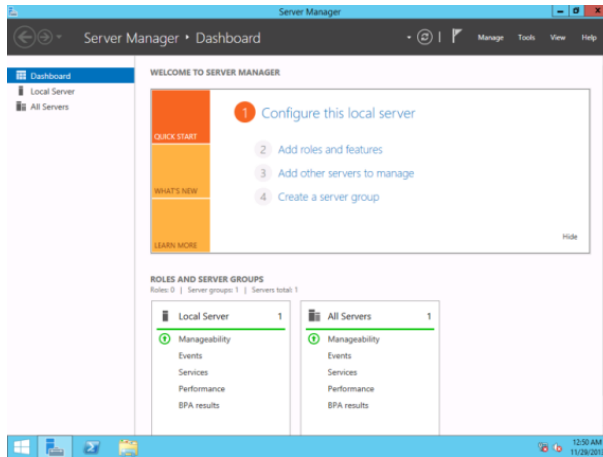 Server Manager
Server Manager • Dashboard
Manage Tools View Help
Dashboard
Local Server
All Servers
WELCOME TO SERVER MANAGER
QUICK START
WHAT'S NEW
LEARN MORE
1 Configure this local server
2 Add roles and features
3 Add other servers to manage
4 Create a server group
Hide
ROLES AND SERVER GROUPS
Roles: 0 | Server groups: 1 | Servers total: 1
Local Server 1
Manageability
Events
Services
Performance
BPA results
All Servers 1
Manageability
Events
Services
Performance
BPA results
12:50 AM
11/29/201